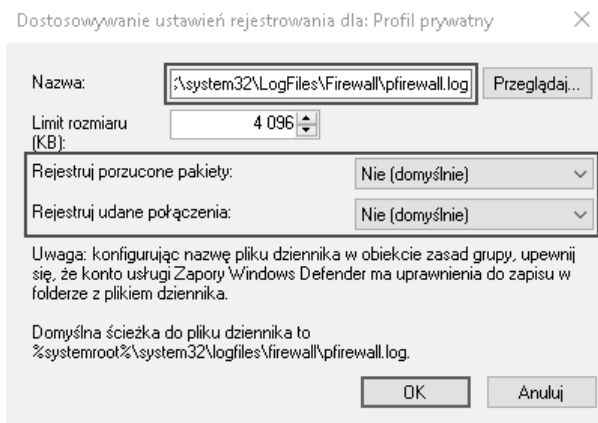 Dostosowywanie ustawień rejestrowania dla: Profil prywatny
Nazwa:
:\system32\LogFiles\Firewall\pfirewall.log
Przeglądaj...
Limit rozmiaru
(KB):
4 096
Rejestruj porzucone pakiety:
Nie (domyślnie)
Rejestruj udane połączenia:
Nie (domyślnie)
Uwaga: konfigurując nazwę pliku dziennika w obiekcie zasad grupy, upewnij
się, że konto usługi Zapory Windows Defender ma uprawnienia do zapisu w
folderze z plikiem dziennika.
Domyślna ścieżka do pliku dziennika to
%systemroot%\system32\logfiles\firewall\pfirewall.log.
OK
Anuluj